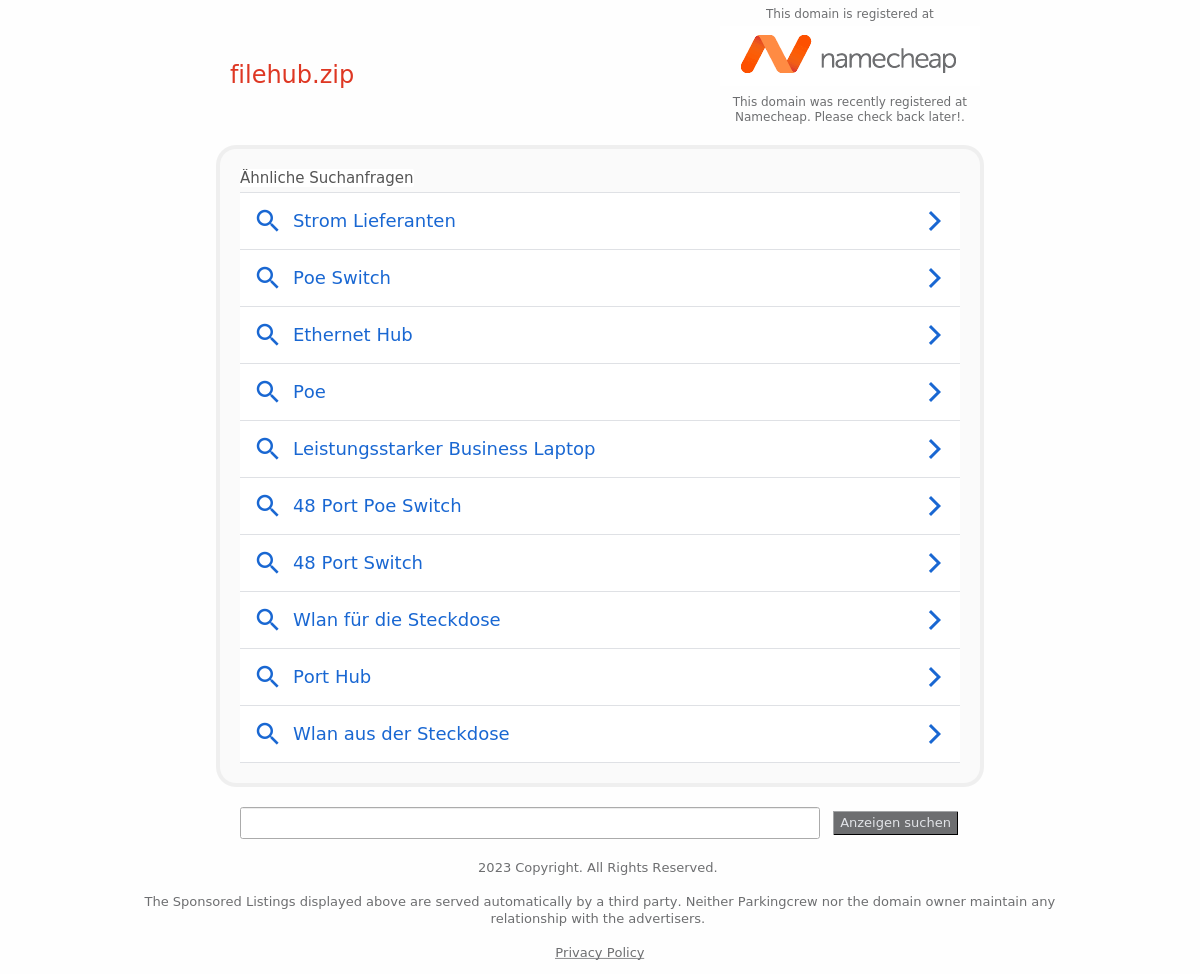 This domain is registered at
namecheap
filehub.zip
This domain was recently registered at
Namecheap. Please check back later!.
Ähnliche Suchanfragen
Strom Lieferanten
Poe Switch
Ethernet Hub
Poe
Leistungsstarker Business Laptop
48 Port Poe Switch
48 Port Switch
Wlan für die Steckdose
Port Hub
Wlan aus der Steckdose
Anzeigen suchen
2023 Copyright. All Rights Reserved.
The Sponsored Listings displayed above are served automatically by a third party. Neither Parkingcrew nor the domain owner maintain any
relationship with the advertisers.
Privacy Policy